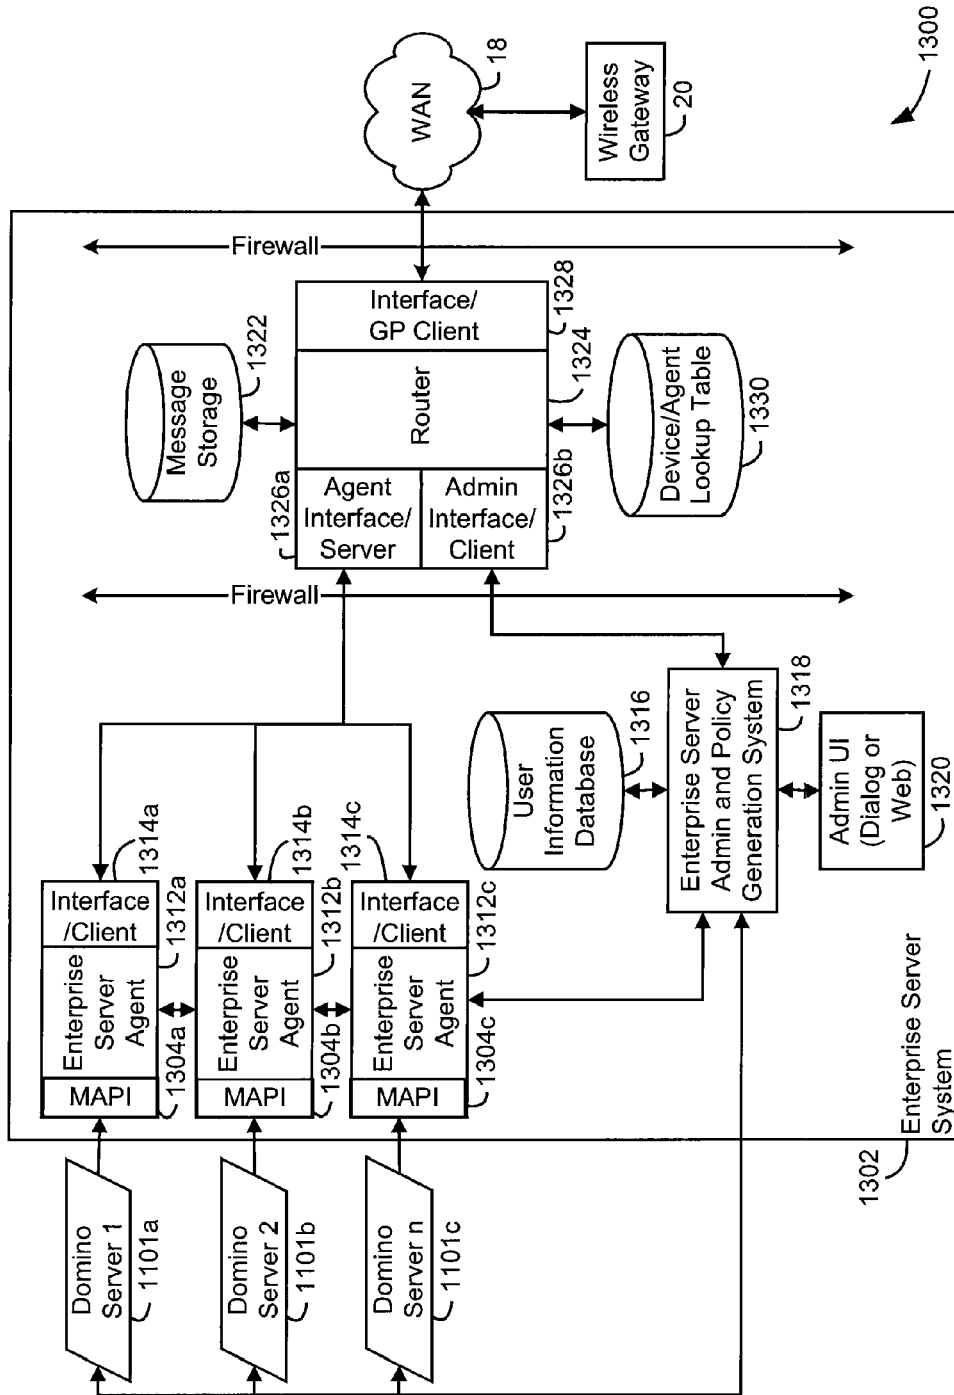 1300
WAN
18
Wireless
Gateway
20
Firewall
Interface/
GP Client
1328
Router
1324
Agent
Interface/
Server
1326a
Admin
Interface/
Client
1326b
Message
Storage
1322
Device/Agent
Lookup Table
1330
Firewall
Interface
/Client
1314a
Enterprise
Server
Agent
1312a
MAPI
1304a
Interface
/Client
1314b
Enterprise
Server
Agent
1312b
MAPI
1304b
Interface
/Client
1314c
Enterprise
Server
Agent
1312c
MAPI
1304c
User
Information
Database
1316
Enterprise Server
Admin and Policy
Generation System
1318
Admin UI
(Dialog or
Web)
1320
Domino
Server 1
1101a
Domino
Server 2
1101b
Domino
Server n
1101c
Enterprise Server
System
1302